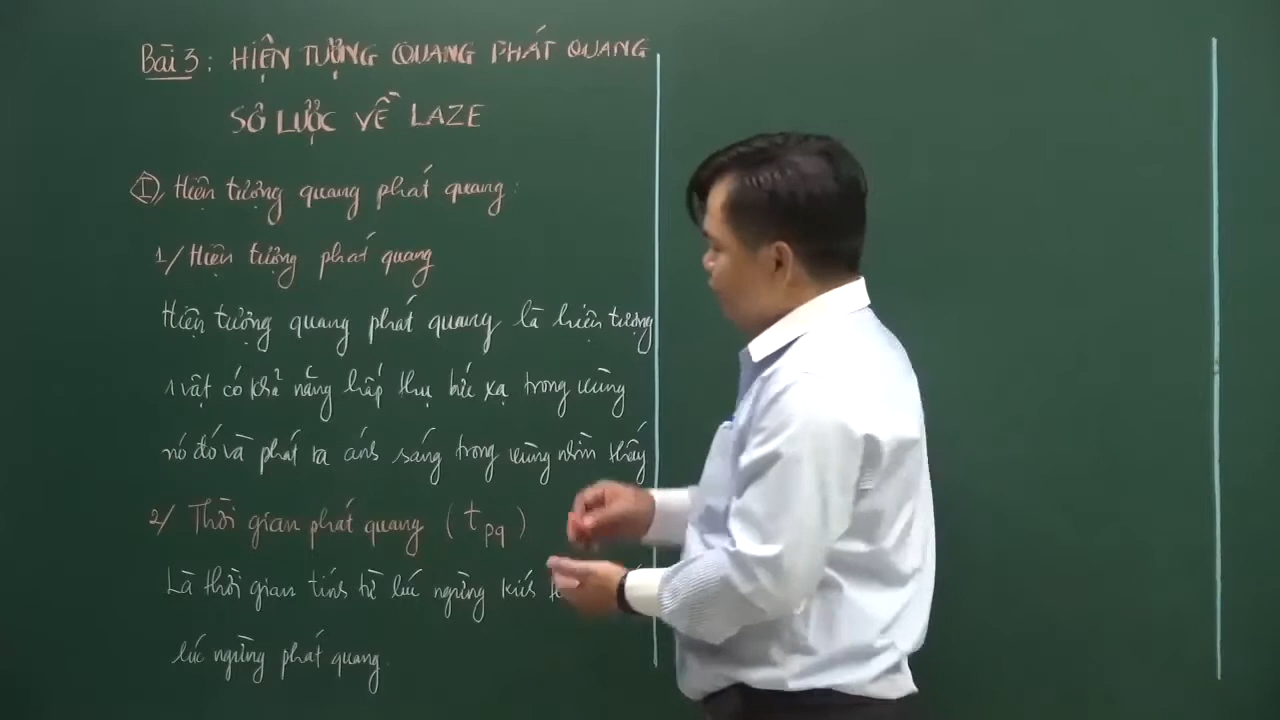 Bài 3: HIỆN TƯỢNG QUANG PHÁT QUANG
SƠ LƯỢC VỀ LAZE
I, Hiện tượng quang phát quang:
1/ Hiện tượng phát quang
Hiện tượng quang phát quang là hiện tượng
1 vật có khả năng hấp thụ bức xạ trong vùng
nó đó và phát ra ánh sáng trong vùng nhìn thấy
2/ Thời gian phát quang (tpq)
Là thời gian tính từ lúc ngừng kích
lúc ngừng phát quang.